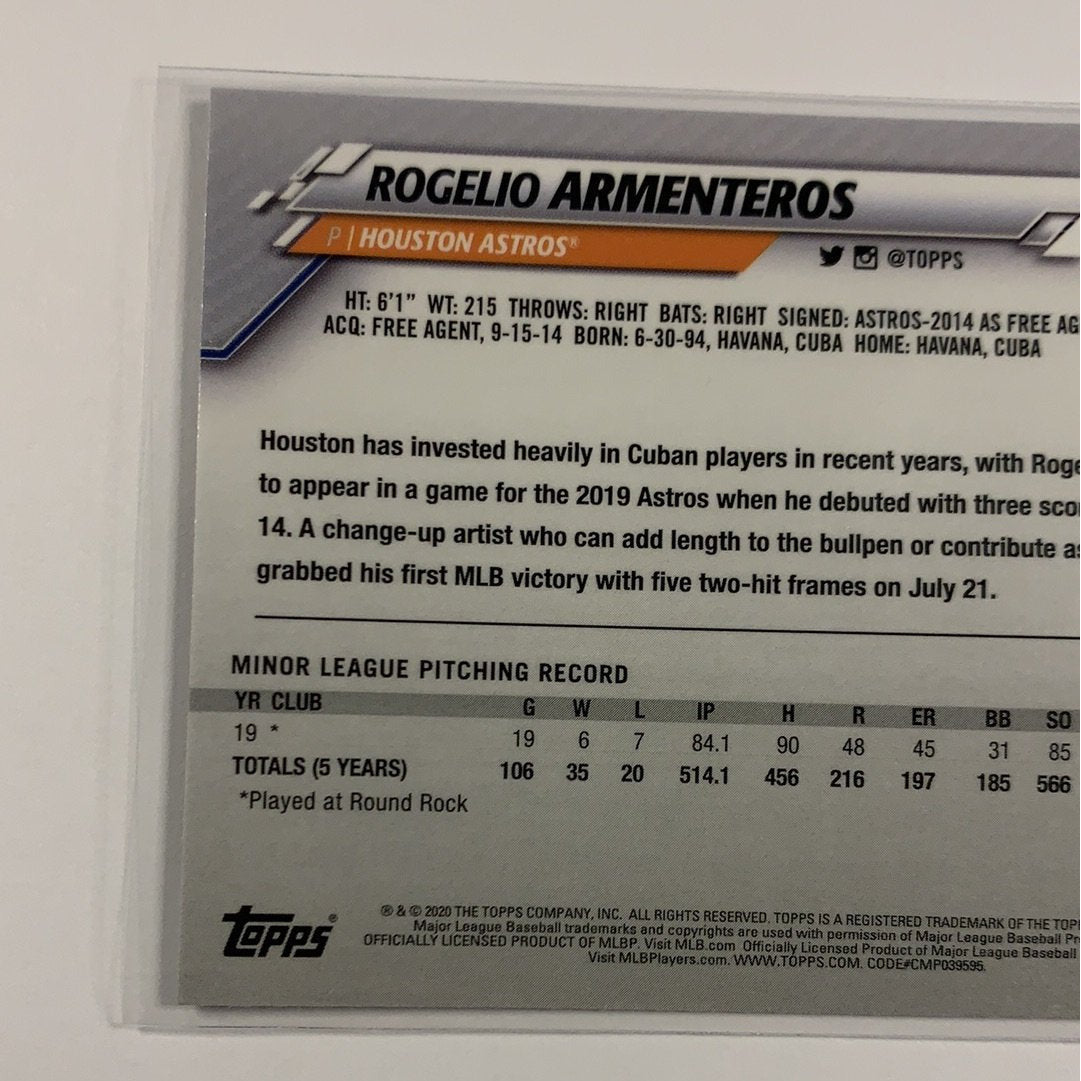 ROGELIO ARMENTEROS
P | HOUSTON ASTROS®
@TOPPS
HT: 6'1" WT: 215 THROWS: RIGHT BATS: RIGHT SIGNED: ASTROS-2014 AS FREE AG
ACQ: FREE AGENT, 9-15-14 BORN: 6-30-94, HAVANA, CUBA HOME: HAVANA, CUBA
Houston has invested heavily in Cuban players in recent years, with Roge
to appear in a game for the 2019 Astros when he debuted with three sco
14. A change-up artist who can add length to the bullpen or contribute as
grabbed his first MLB victory with five two-hit frames on July 21.
MINOR LEAGUE PITCHING RECORD
YR CLUB G W L IP H R ER BB SO
19 * 19 6 7 84.1 90 48 45 31 85
TOTALS (5 YEARS) 106 35 20 514.1 456 216 197 185 566
*Played at Round Rock
topps®
® & © 2020 THE TOPPS COMPANY, INC. ALL RIGHTS RESERVED. TOPPS IS A REGISTERED TRADEMARK OF THE TOPP
Major League Baseball trademarks and copyrights are used with permission of Major League Baseball Pr
OFFICIALLY LICENSED PRODUCT OF MLBP. Visit MLB.com Officially Licensed Product of Major League Baseball
Visit MLBPlayers.com. WWW.TOPPS.COM. CODE#CMP039595.